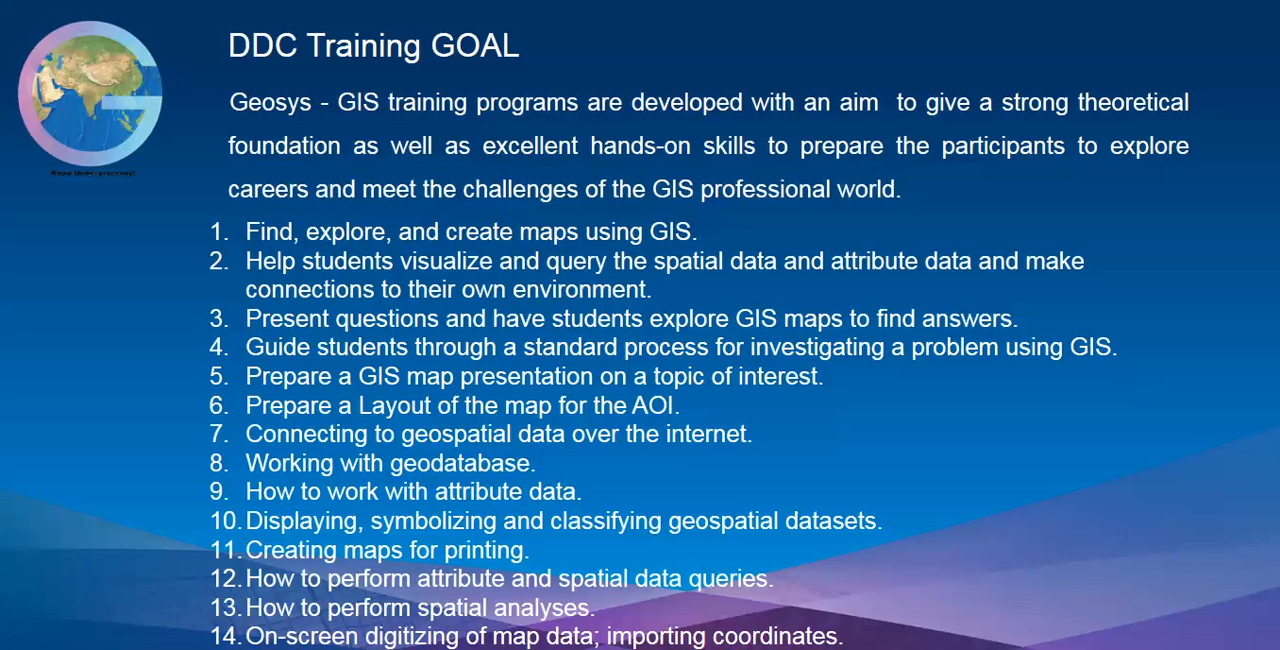 DDC Training GOAL
Geosys - GIS training programs are developed with an aim to give a strong theoretical
foundation as well as excellent hands-on skills to prepare the participants to explore
careers and meet the challenges of the GIS professional world.
1. Find, explore, and create maps using GIS.
2. Help students visualize and query the spatial data and attribute data and make
connections to their own environment.
3. Present questions and have students explore GIS maps to find answers.
4. Guide students through a standard process for investigating a problem using GIS.
5. Prepare a GIS map presentation on a topic of interest.
6. Prepare a Layout of the map for the AOI.
7. Connecting to geospatial data over the internet.
8. Working with geodatabase.
9. How to work with attribute data.
10. Displaying, symbolizing and classifying geospatial datasets.
11. Creating maps for printing.
12. How to perform attribute and spatial data queries.
13. How to perform spatial analyses.
14. On-screen digitizing of map data; importing coordinates.